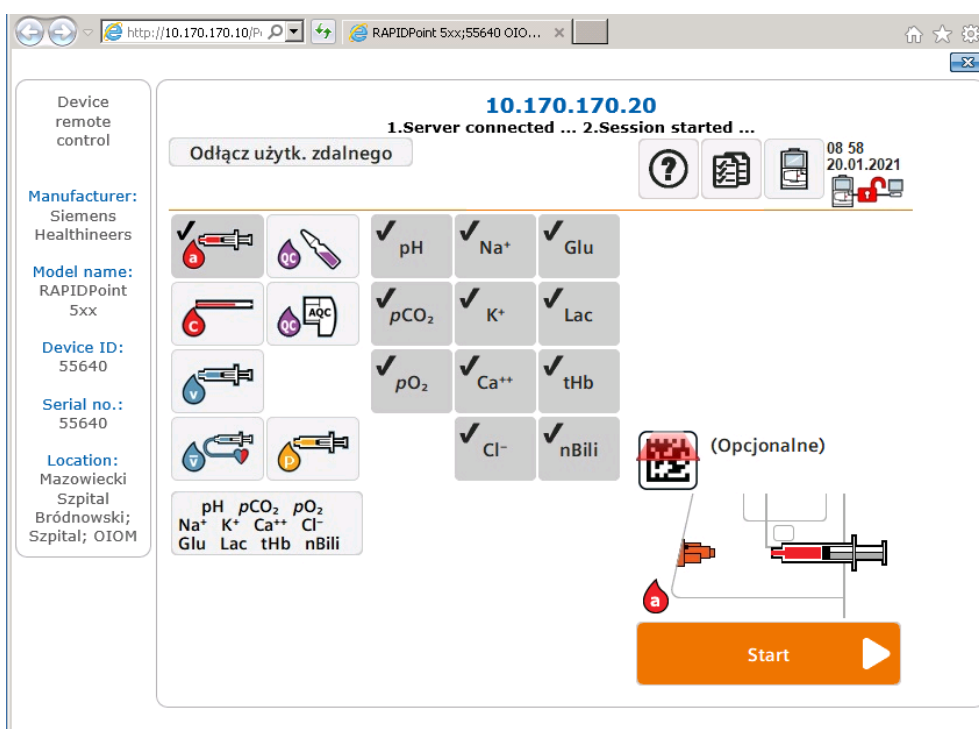 http://10.170.170.10/P
RAPIDPoint 5xx;55640 OIO...
Device
remote
control
Manufacturer:
Siemens
Healthineers
Model name:
RAPIDPoint
5xx
Device ID:
55640
Serial no.:
55640
Location:
Mazowiecki
Szpital
Bródnowski;
Szpital; OIOM
10.170.170.20
1.Server connected ... 2.Session started ...
Odłącz użytk. zdalnego
?
08 58
20.01.2021
a
QC
pH
Na⁺
Glu
c
QC
AQC
pCO₂
K⁺
Lac
v
pO₂
Ca⁺⁺
tHb
v̅
p
Cl⁻
nBili
pH pCO₂ pO₂
Na⁺ K⁺ Ca⁺⁺ Cl⁻
Glu Lac tHb nBili
(Opcjonalne)
a
Start